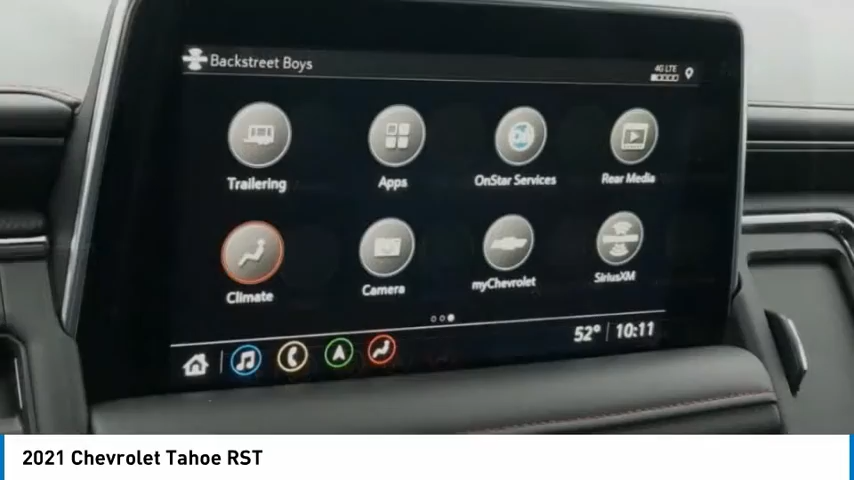 Backstreet Boys
4G LTE
Trailering
Apps
OnStar Services
Rear Media
Climate
Camera
myChevrolet
SiriusXM
52° 10:11
2021 Chevrolet Tahoe RST